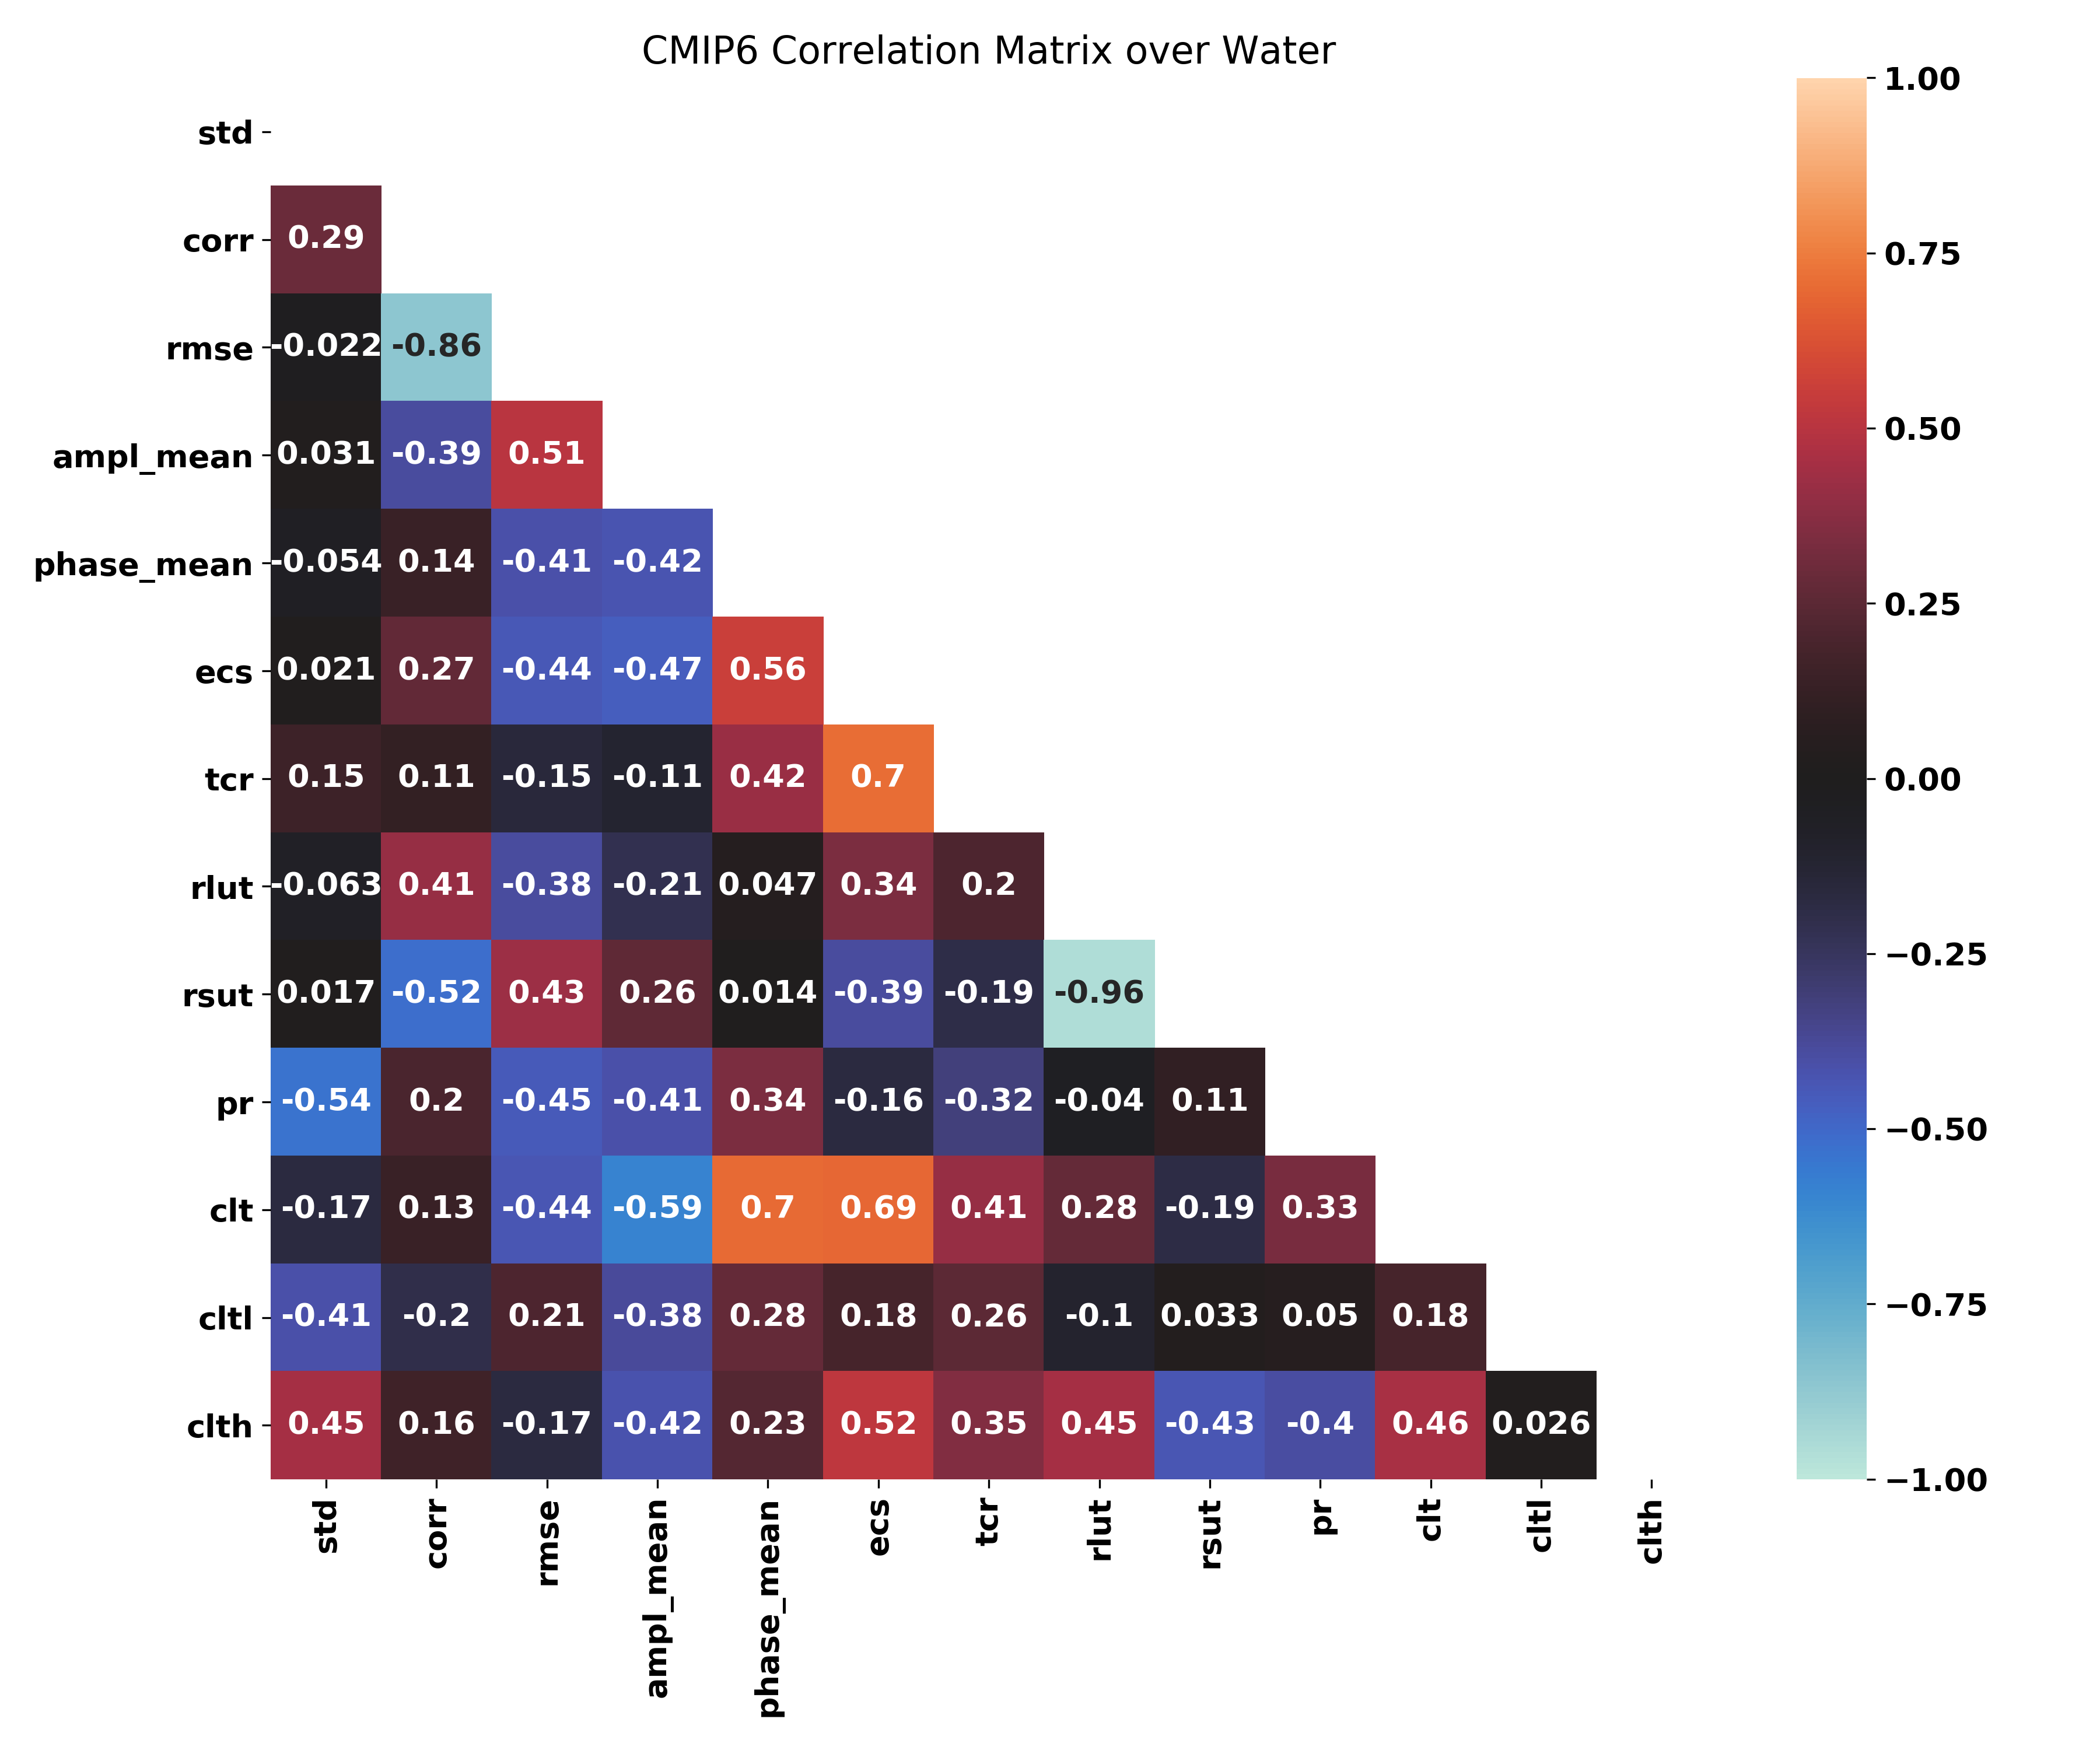 CMIP6 Correlation Matrix over Water
std
corr 0.29
rmse -0.022 -0.86
ampl_mean 0.031 -0.39 0.51
phase_mean -0.054 0.14 -0.41 -0.42
ecs 0.021 0.27 -0.44 -0.47 0.56
tcr 0.15 0.11 -0.15 -0.11 0.42 0.7
rlut -0.063 0.41 -0.38 -0.21 0.047 0.34 0.2
rsut 0.017 -0.52 0.43 0.26 0.014 -0.39 -0.19 -0.96
pr -0.54 0.2 -0.45 -0.41 0.34 -0.16 -0.32 -0.04 0.11
clt -0.17 0.13 -0.44 -0.59 0.7 0.69 0.41 0.28 -0.19 0.33
cltl -0.41 -0.2 0.21 -0.38 0.28 0.18 0.26 -0.1 0.033 0.05 0.18
clth 0.45 0.16 -0.17 -0.42 0.23 0.52 0.35 0.45 -0.43 -0.4 0.46 0.026
std corr rmse ampl_mean phase_mean ecs tcr rlut rsut pr clt cltl clth
1.00
0.75
0.50
0.25
0.00
−0.25
−0.50
−0.75
−1.00